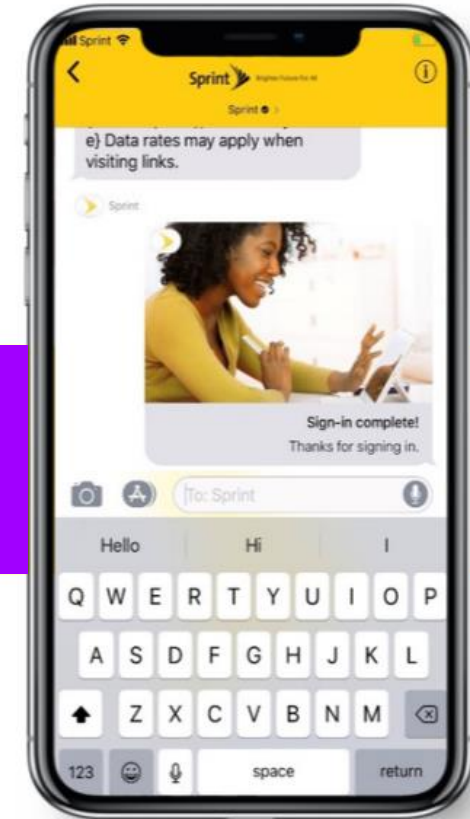 Sprint
Sprint
Sprint
e} Data rates may apply when
visiting links.
Sprint
Sign-in complete!
Thanks for signing in.
To: Sprint
Hello Hi I
Q W E R T Y U I O P
A S D F G H J K L
Z X C V B N M
123 space return